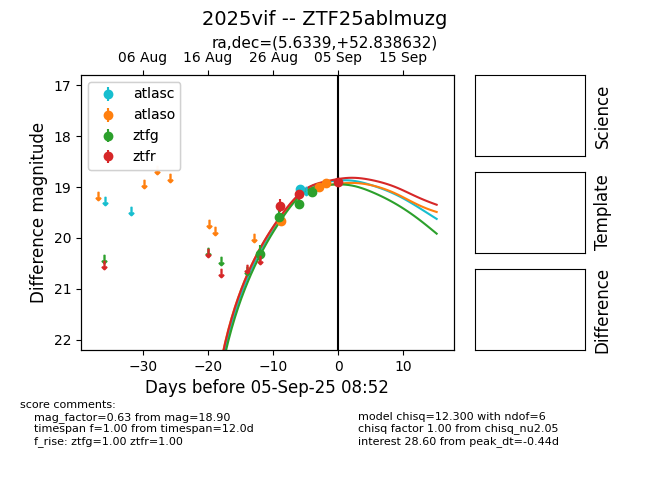 2025vif -- ZTF25ablmuzg
ra,dec=(5.6339,+52.838632)
06 Aug 16 Aug 26 Aug 05 Sep 15 Sep
atlasc
atlaso
ztfg
ztfr
17
18
19
20
21
22
Difference magnitude
−30 −20 −10 0 10
Days before 05-Sep-25 08:52
Science
Template
Difference
score comments:
mag_factor=0.63 from mag=18.90
timespan f=1.00 from timespan=12.0d
f_rise: ztfg=1.00 ztfr=1.00
model chisq=12.300 with ndof=6
chisq factor 1.00 from chisq_nu2.05
interest 28.60 from peak_dt=-0.44d